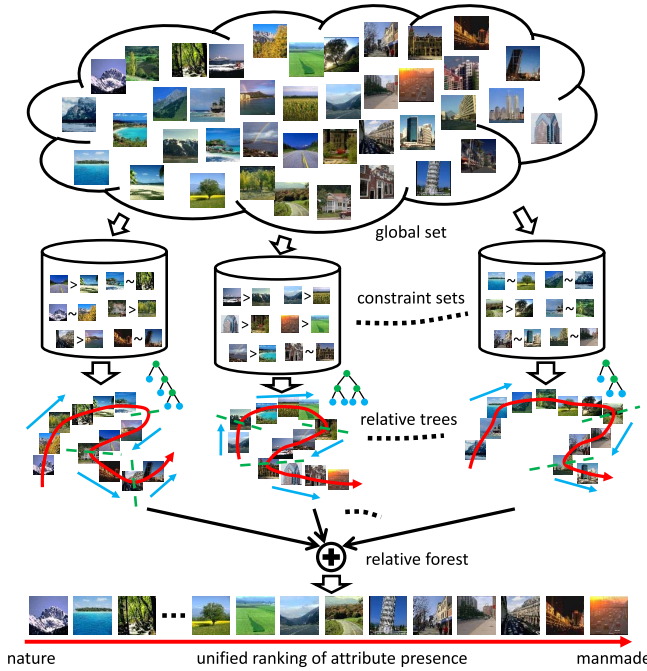 global set
> ~
~ >
> ~
> >
> >
> ~
~ ~
> ~
~ ~
constraint sets
relative trees
+
relative forest
nature unified ranking of attribute presence manmade